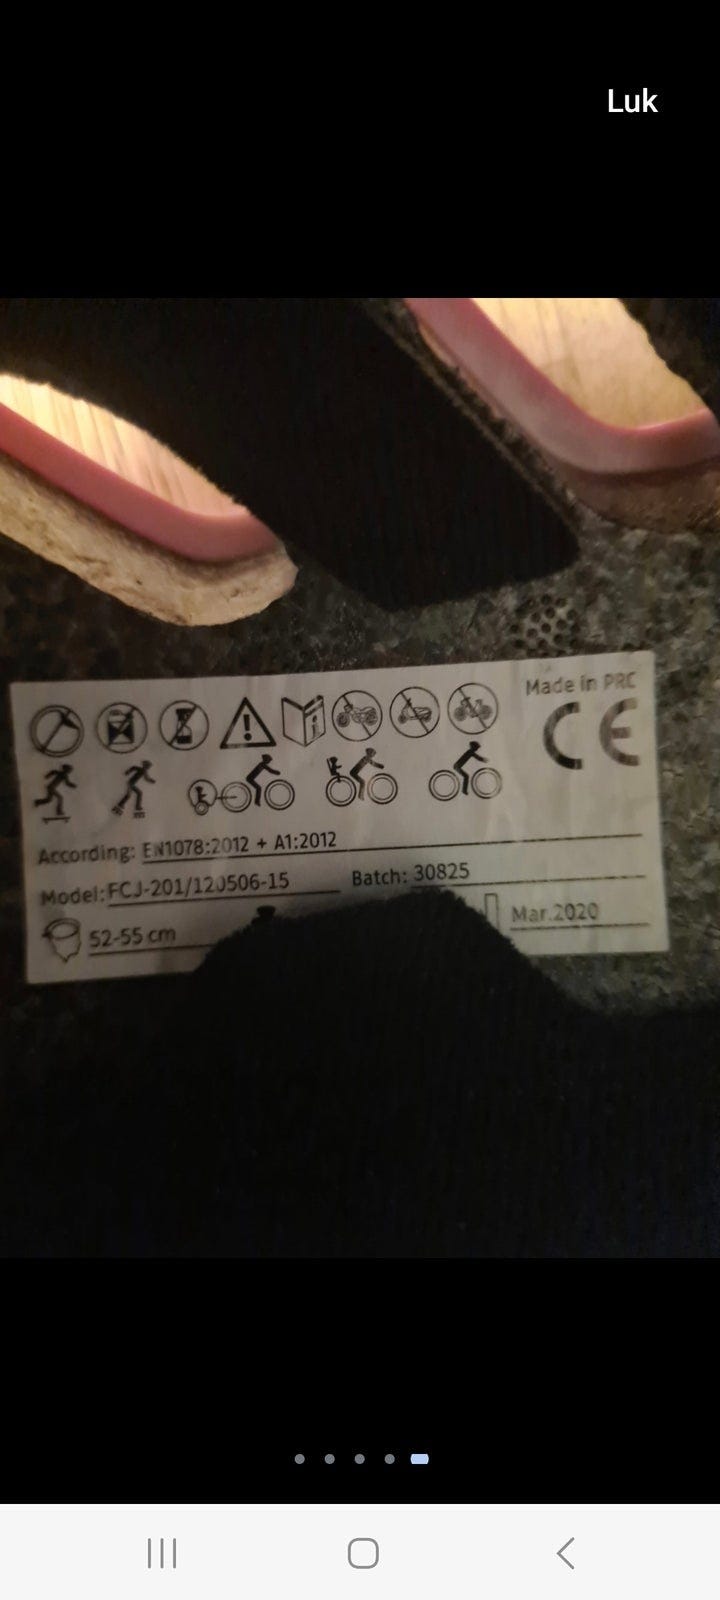 Luk
Made in PRC
CE
According: EN1078:2012 + A1:2012
Model: FCJ-201/120506-15 Batch: 30825
52-55 cm Mar.2020